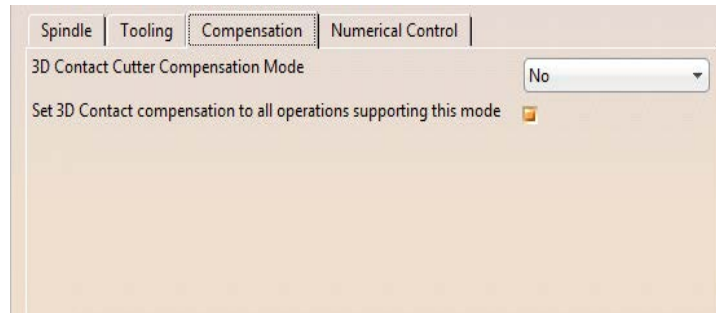 Spindle Tooling Compensation Numerical Control
3D Contact Cutter Compensation Mode No
Set 3D Contact compensation to all operations supporting this mode